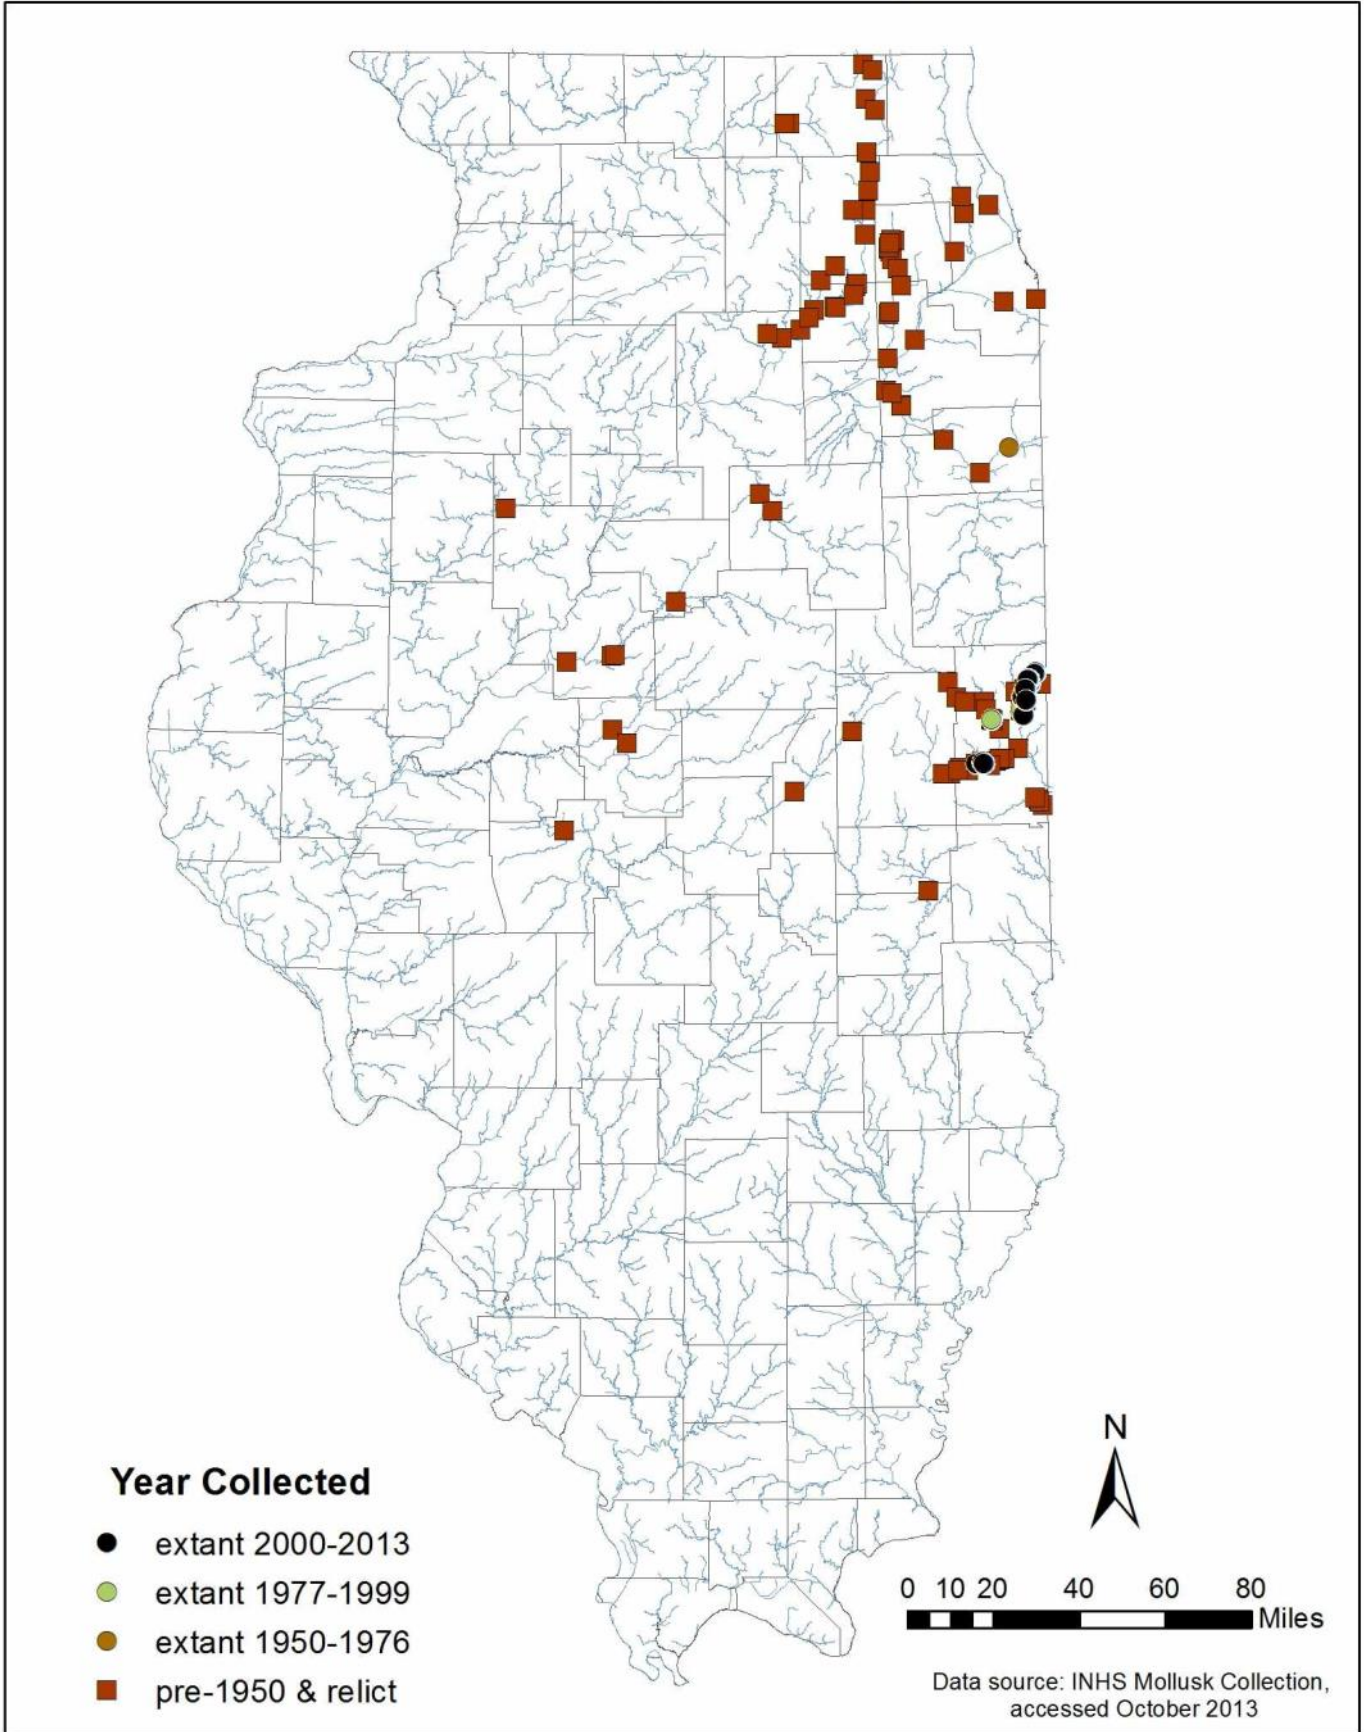 N
Year Collected
extant 2000-2013
extant 1977-1999
extant 1950-1976
pre-1950 & relict
0 10 20 40 60 80
Miles
Data source: INHS Mollusk Collection,
accessed October 2013